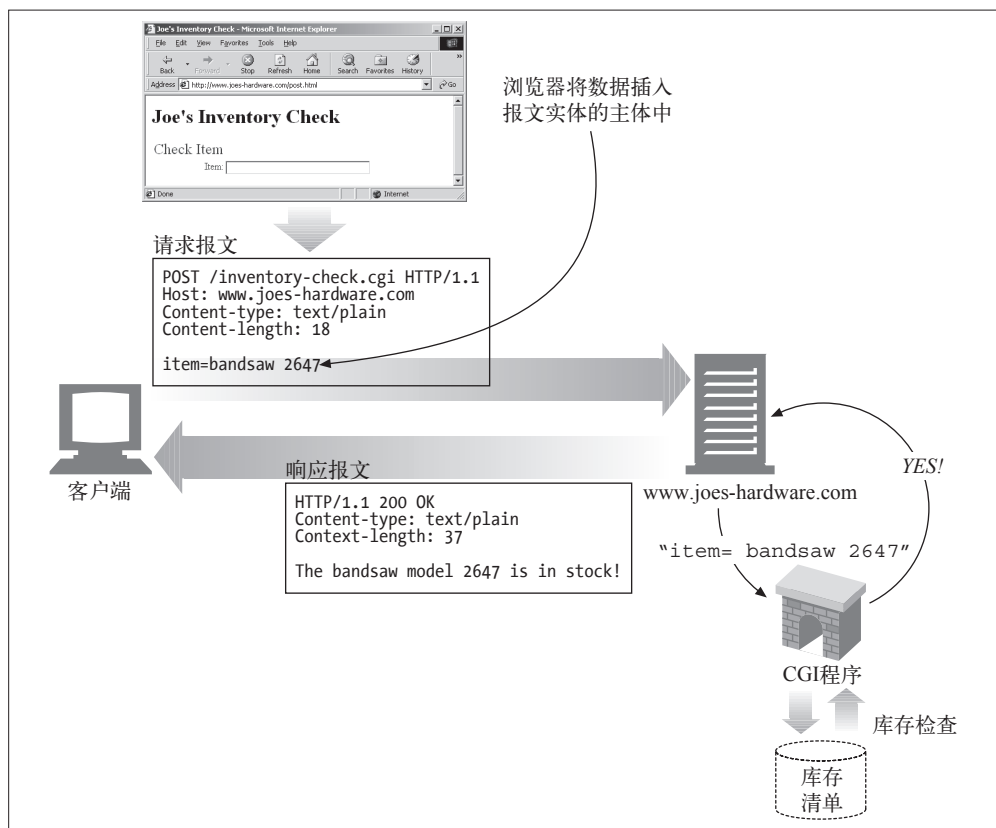 Joe's Inventory Check - Microsoft Internet Explorer
File Edit View Favorites Tools Help
Back Forward Stop Refresh Home Search Favorites History
Address http://www.joes-hardware.com/post.html Go
Joe's Inventory Check
Check Item
Item:
Done Internet
浏览器将数据插入
报文实体的主体中
请求报文
POST /inventory-check.cgi HTTP/1.1
Host: www.joes-hardware.com
Content-type: text/plain
Content-length: 18
item=bandsaw 2647
客户端
响应报文
HTTP/1.1 200 OK
Content-type: text/plain
Context-length: 37
The bandsaw model 2647 is in stock!
www.joes-hardware.com
YES!
“item= bandsaw 2647”
CGI程序
库存检查
库存
清单